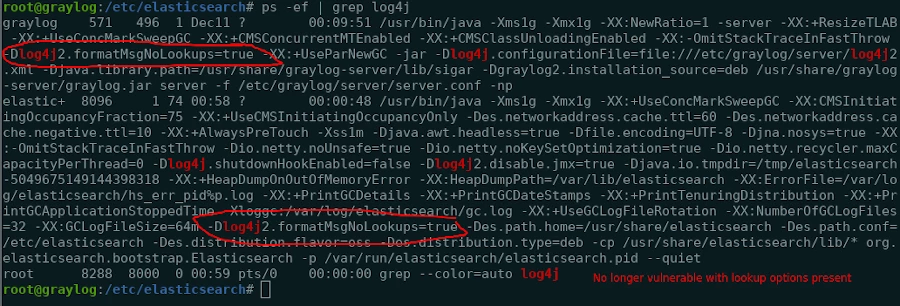 root@graylog:/etc/elasticsearch# ps -ef | grep log4j
graylog 571 496 1 Dec11 ? 00:09:51 /usr/bin/java -Xms1g -Xmx1g -XX:NewRatio=1 -server -XX:+ResizeTLAB
-XX:+UseConcMarkSweepGC -XX:+CMSConcurrentMTEnabled -XX:+CMSClassUnloadingEnabled -XX:-OmitStackTraceInFastThrow
-Dlog4j2.formatMsgNoLookups=true -XX:+UseParNewGC -jar -Dlog4j.configurationFile=file:///etc/graylog/server/log4j2
.xml -Djava.library.path=/usr/share/graylog-server/lib/sigar -Dgraylog2.installation_source=deb /usr/share/graylog
-server/graylog.jar server -f /etc/graylog/server/server.conf -np
elastic+ 8096 1 74 00:58 ? 00:00:48 /usr/bin/java -Xms1g -Xmx1g -XX:+UseConcMarkSweepGC -XX:CMSInitiat
ingOccupancyFraction=75 -XX:+UseCMSInitiatingOccupancyOnly -Des.networkaddress.cache.ttl=60 -Des.networkaddress.ca
che.negative.ttl=10 -XX:+AlwaysPreTouch -Xss1m -Djava.awt.headless=true -Dfile.encoding=UTF-8 -Djna.nosys=true -XX
:-OmitStackTraceInFastThrow -Dio.netty.noUnsafe=true -Dio.netty.noKeySetOptimization=true -Dio.netty.recycler.maxC
apacityPerThread=0 -Dlog4j.shutdownHookEnabled=false -Dlog4j2.disable.jmx=true -Djava.io.tmpdir=/tmp/elasticsearch
-5049675149144398318 -XX:+HeapDumpOnOutOfMemoryError -XX:HeapDumpPath=/var/lib/elasticsearch -XX:ErrorFile=/var/lo
g/elasticsearch/hs_err_pid%p.log -XX:+PrintGCDetails -XX:+PrintGCDateStamps -XX:+PrintTenuringDistribution -XX:+Pr
intGCApplicationStoppedTime -Xloggc:/var/log/elasticsearch/gc.log -XX:+UseGCLogFileRotation -XX:NumberOfGCLogFiles
=32 -XX:GCLogFileSize=64m -Dlog4j2.formatMsgNoLookups=true -Des.path.home=/usr/share/elasticsearch -Des.path.conf=
/etc/elasticsearch -Des.distribution.flavor=oss -Des.distribution.type=deb -cp /usr/share/elasticsearch/lib/* org.
elasticsearch.bootstrap.Elasticsearch -p /var/run/elasticsearch/elasticsearch.pid --quiet
root 8288 8000 0 00:59 pts/0 00:00:00 grep --color=auto log4j
No longer vulnerable with lookup options present
root@graylog:/etc/elasticsearch#